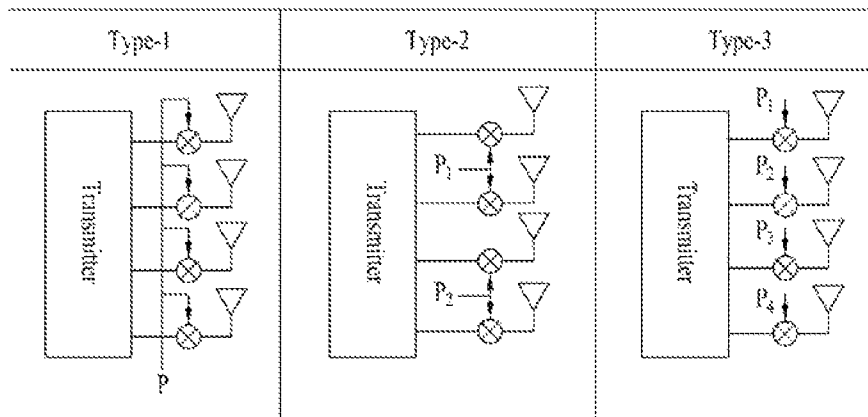 Type-1
Type-2
Type-3
Transmitter
P
Transmitter
P1
P2
Transmitter
P1
P2
P3
P4